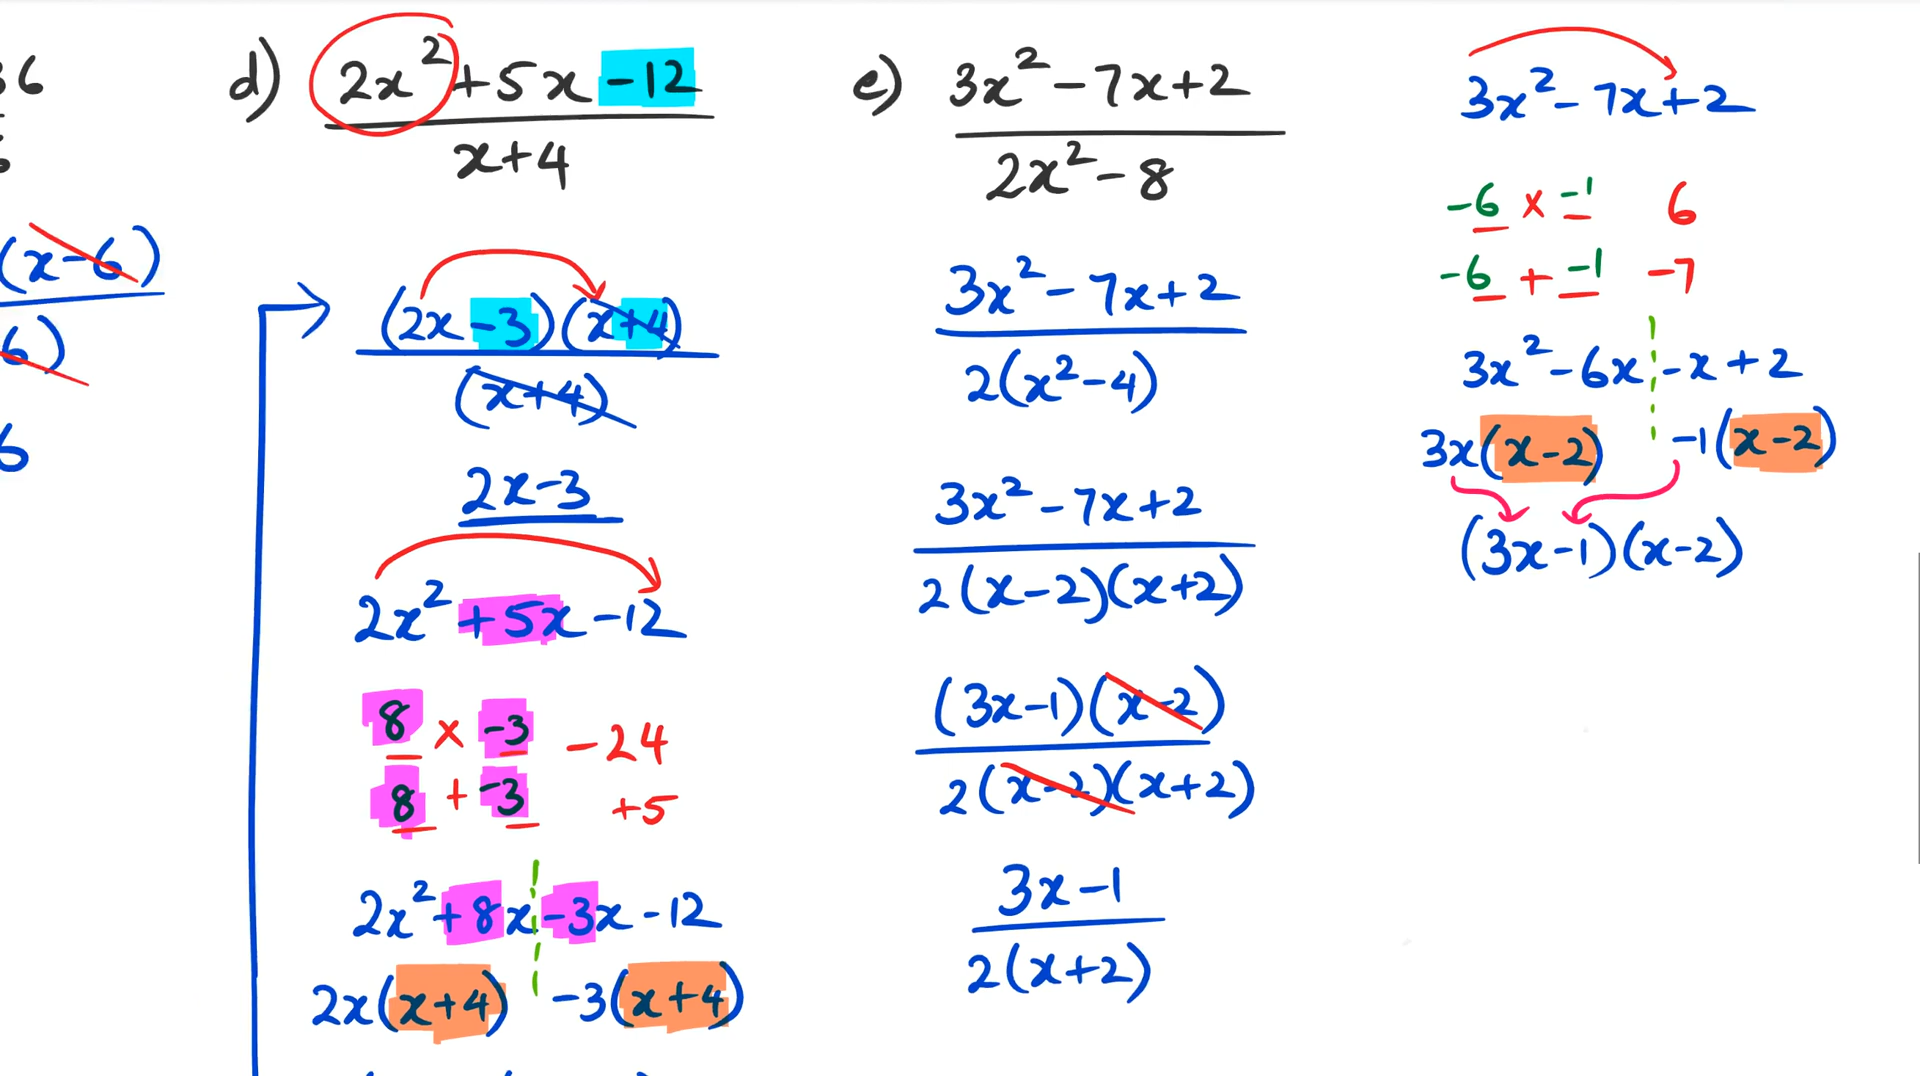 36
(x-6)
6)
6
d) 2x² + 5x - 12
x+4
(2x - 3)(x+4)
(x+4)
2x-3
2x² + 5x - 12
8 x -3 -24
8 + -3 +5
2x² + 8x - 3x - 12
2x(x+4) -3(x+4)
e) 3x² - 7x + 2
2x² - 8
3x² - 7x + 2
2(x² - 4)
3x² - 7x + 2
2(x-2)(x+2)
(3x-1)(x-2)
2(x-2)(x+2)
3x-1
2(x+2)
3x² - 7x + 2
-6 x -1 6
-6 + -1 -7
3x² - 6x - x + 2
3x(x-2) -1(x-2)
(3x-1)(x-2)